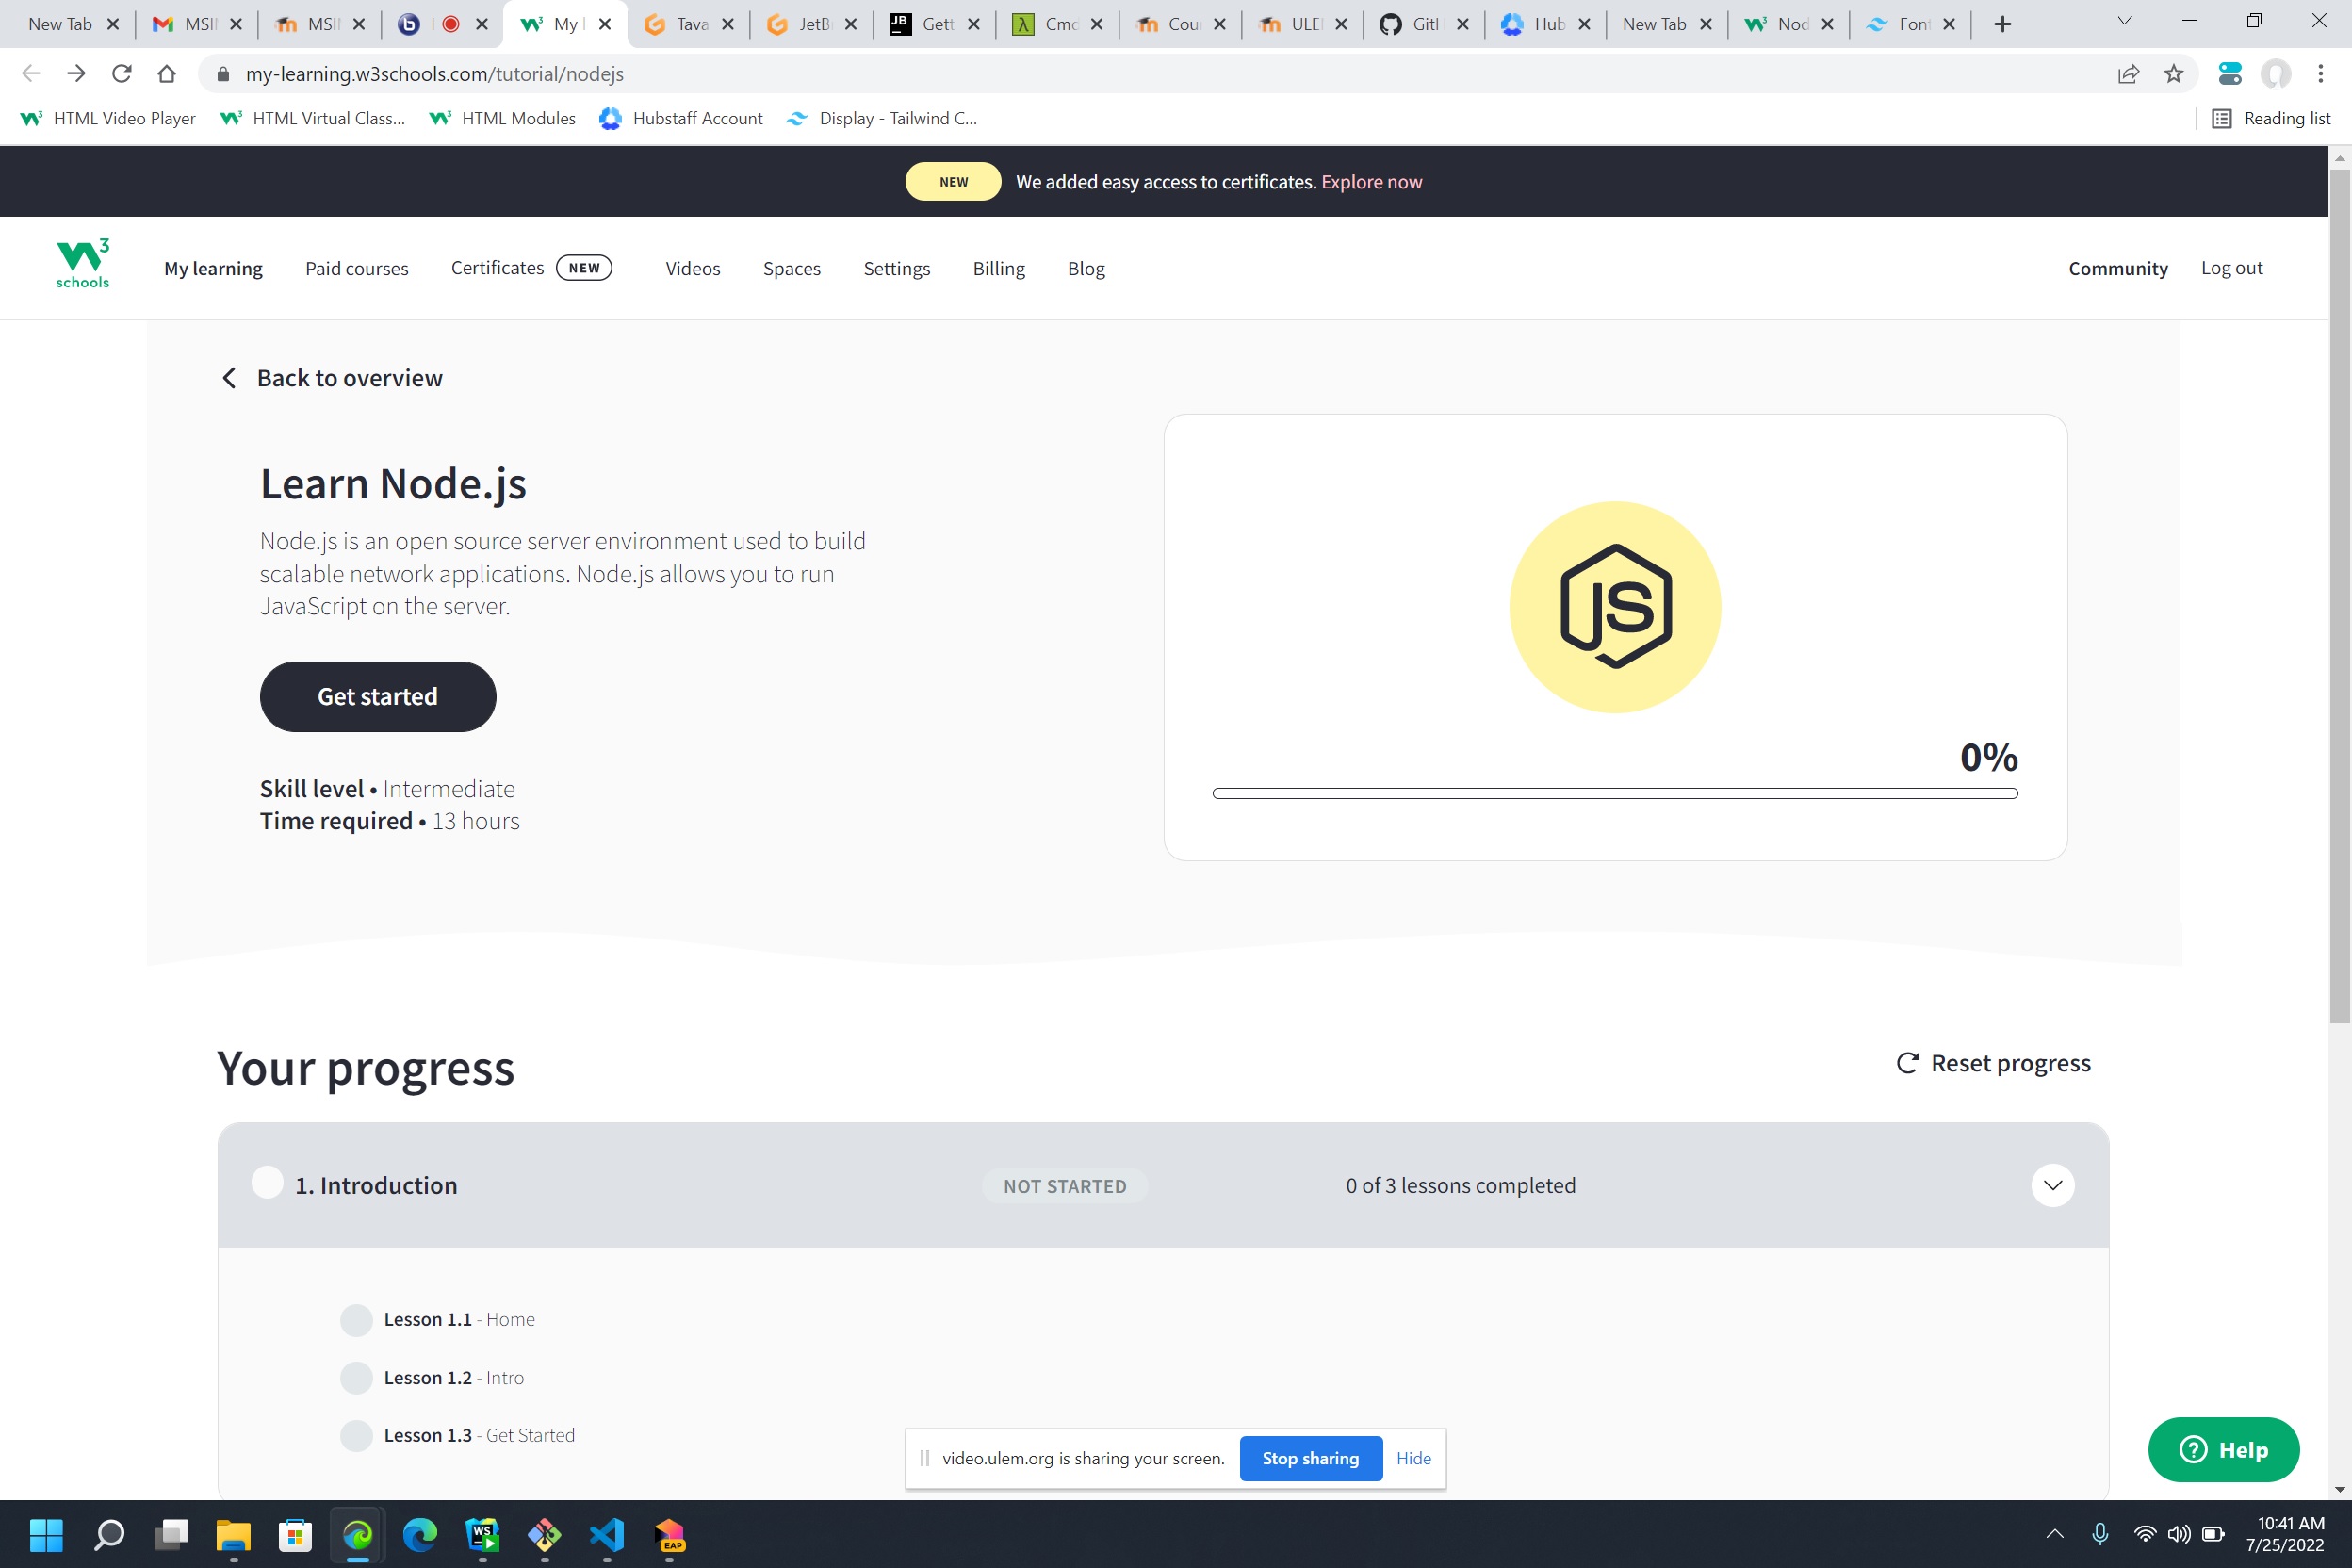 New Tab
MSI
MSI
My
Tava
JetB
Gett
Cmd
Cou
ULE
GitH
Hub
New Tab
Nod
Fon
my-learning.w3schools.com/tutorial/nodejs
HTML Video Player
HTML Virtual Class...
HTML Modules
Hubstaff Account
Display - Tailwind C...
Reading list
NEW
We added easy access to certificates. Explore now
W3 schools
My learning
Paid courses
Certificates NEW
Videos
Spaces
Settings
Billing
Blog
Community
Log out
Back to overview
Learn Node.js
Node.js is an open source server environment used to build
scalable network applications. Node.js allows you to run
JavaScript on the server.
Get started
Skill level • Intermediate
Time required • 13 hours
JS
0%
Your progress
Reset progress
1. Introduction
NOT STARTED
0 of 3 lessons completed
Lesson 1.1 - Home
Lesson 1.2 - Intro
Lesson 1.3 - Get Started
video.ulem.org is sharing your screen.
Stop sharing
Hide
Help
WS
EAP
10:41 AM
7/25/2022